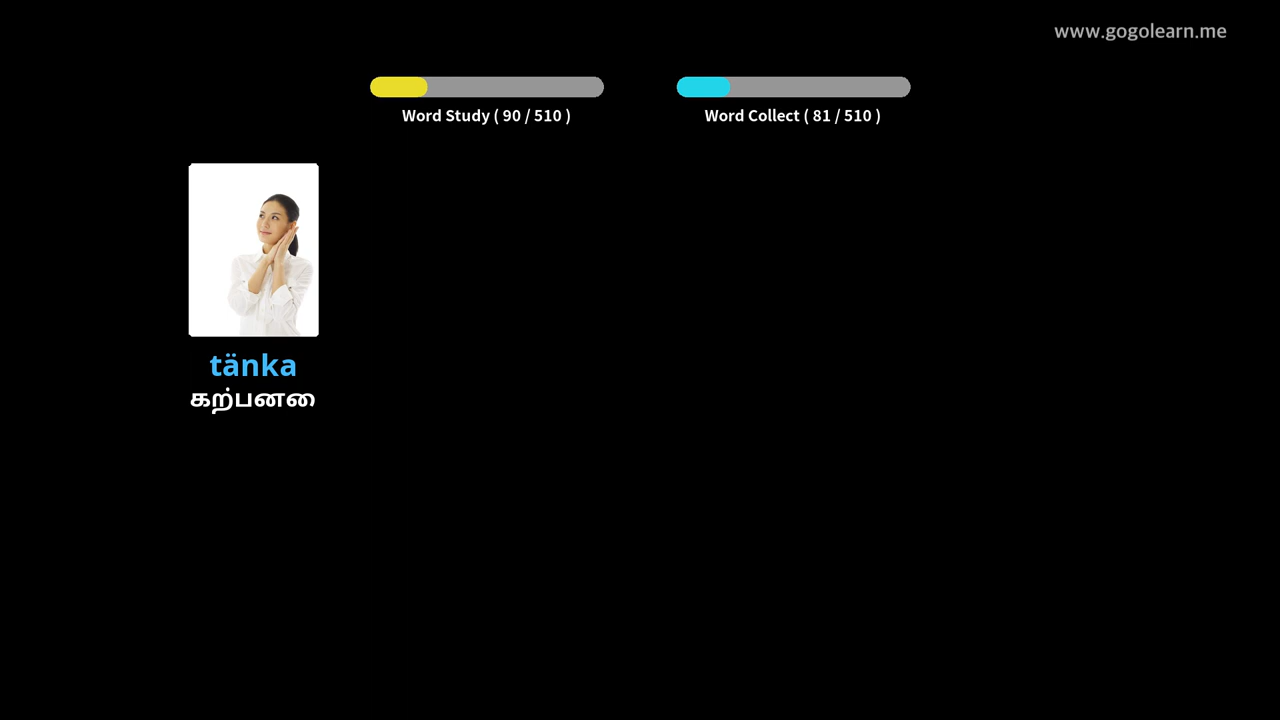 www.gogolearn.me
Word Study ( 90 / 510 )
Word Collect ( 81 / 510 )
tänka
கற்பனை